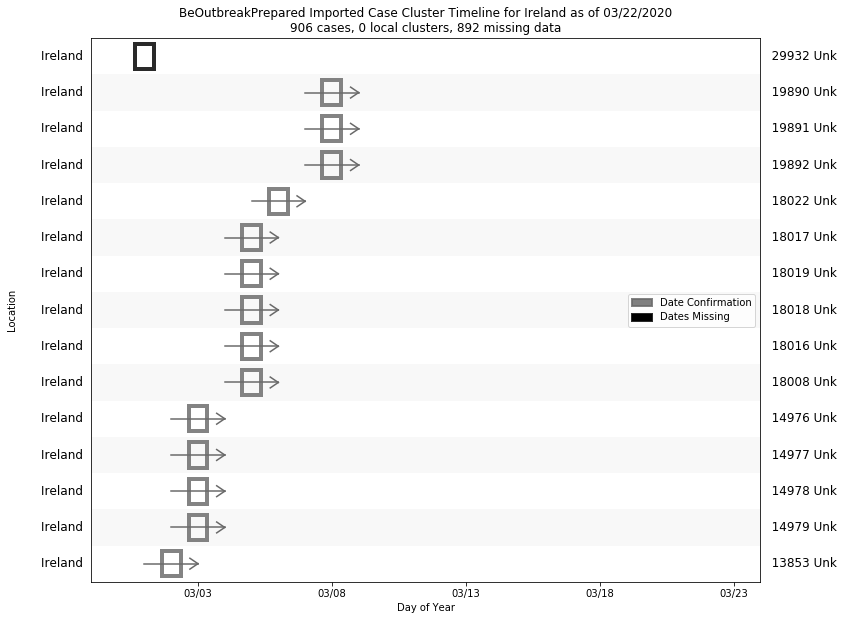 BeOutbreakPrepared Imported Case Cluster Timeline for Ireland as of 03/22/2020
906 cases, 0 local clusters, 892 missing data
Ireland 29932 Unk
Ireland 19890 Unk
Ireland 19891 Unk
Ireland 19892 Unk
Ireland 18022 Unk
Ireland 18017 Unk
Ireland 18019 Unk
Ireland 18018 Unk
Ireland 18016 Unk
Ireland 18008 Unk
Ireland 14976 Unk
Ireland 14977 Unk
Ireland 14978 Unk
Ireland 14979 Unk
Ireland 13853 Unk
Location
Date Confirmation
Dates Missing
03/03 03/08 03/13 03/18 03/23
Day of Year